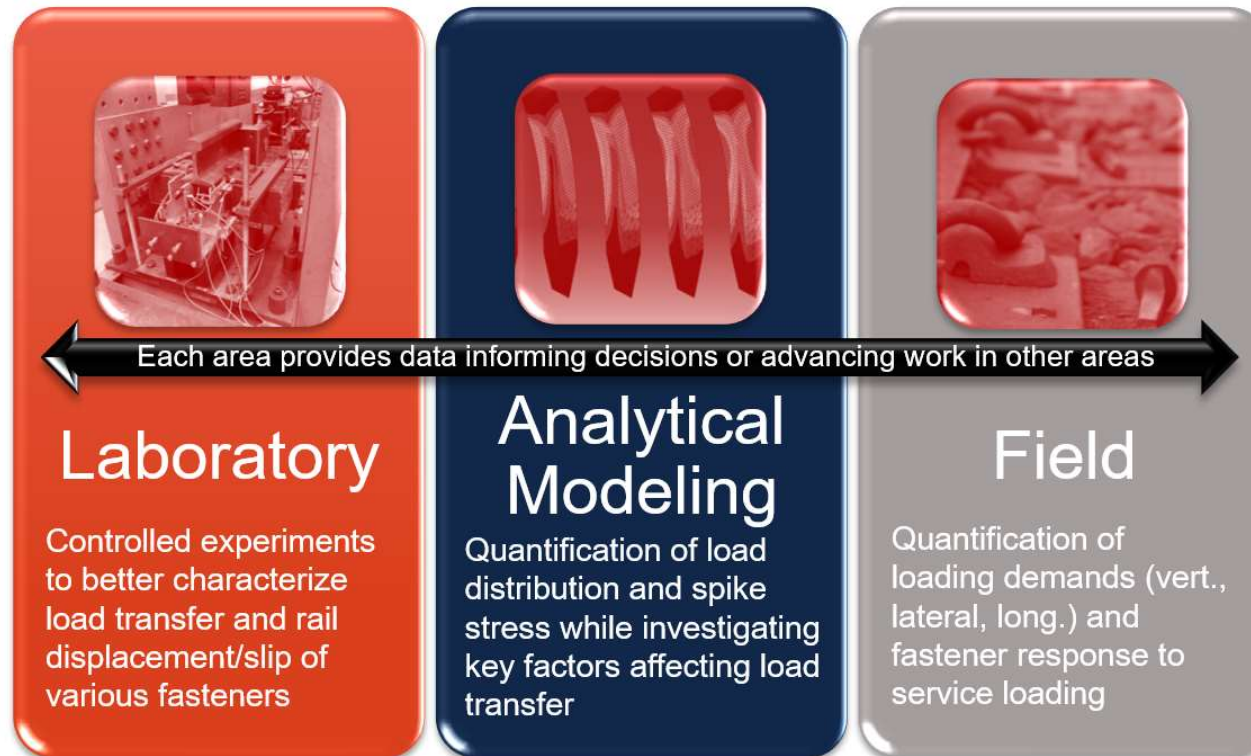 Each area provides data informing decisions or advancing work in other areas
Laboratory
Controlled experiments
to better characterize
load transfer and rail
displacement/slip of
various fasteners
Analytical
Modeling
Quantification of load
distribution and spike
stress while investigating
key factors affecting load
transfer
Field
Quantification of
loading demands (vert.,
lateral, long.) and
fastener response to
service loading